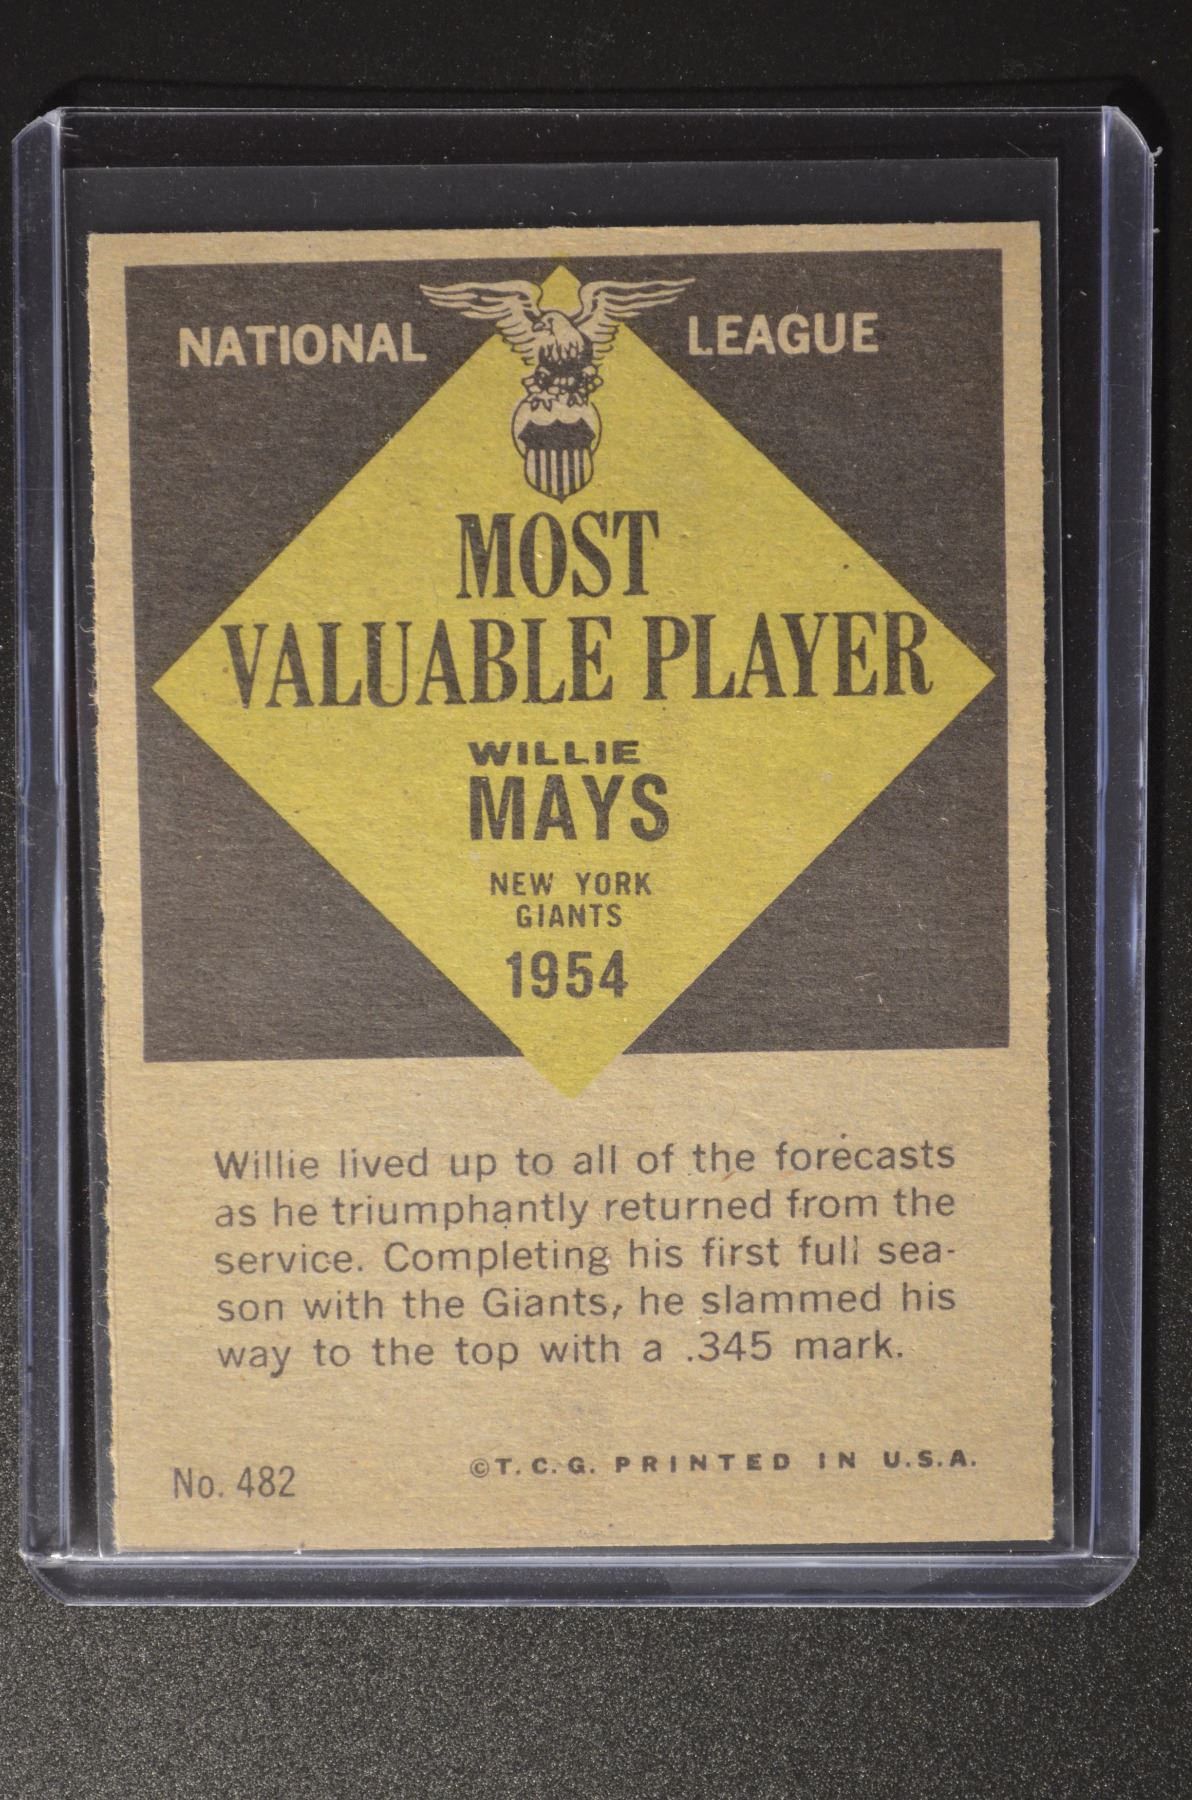 NATIONAL LEAGUE
MOST
VALUABLE PLAYER
WILLIE
MAYS
NEW YORK
GIANTS
1954
Willie lived up to all of the forecasts
as he triumphantly returned from the
service. Completing his first full sea-
son with the Giants, he slammed his
way to the top with a .345 mark.
No. 482 ©T.C.G. PRINTED IN U.S.A.